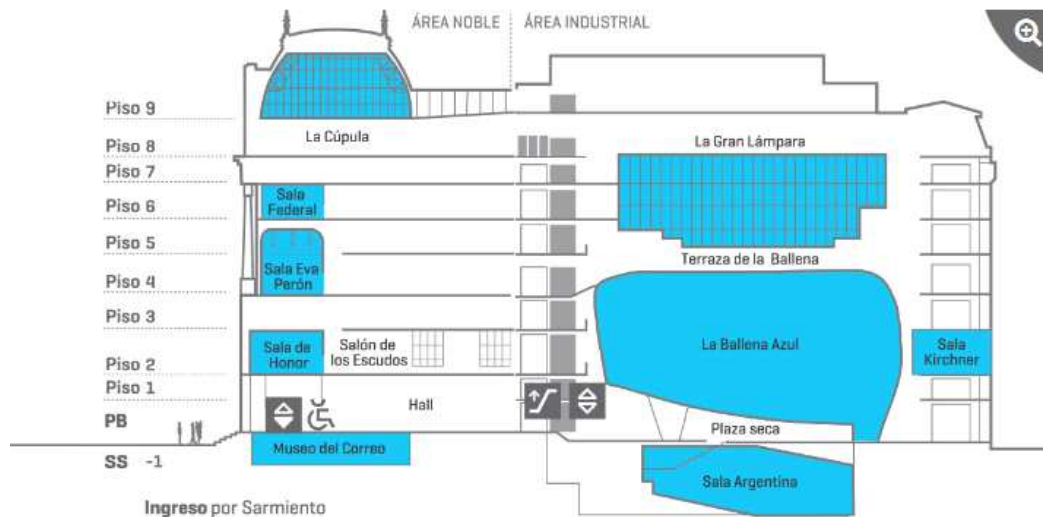 ÁREA NOBLE
ÁREA INDUSTRIAL
Piso 9
La Cúpula
Piso 8
La Gran Lámpara
Piso 7
Sala
Federal
Piso 6
Piso 5
Terraza de la Ballena
Sala Eva
Perón
Piso 4
Piso 3
Sala de
Honor
Salón de
los Escudos
La Ballena Azul
Sala
Kirchner
Piso 2
Piso 1
Hall
PB
Plaza seca
Museo del Correo
SS -1
Sala Argentina
Ingreso por Sarmiento